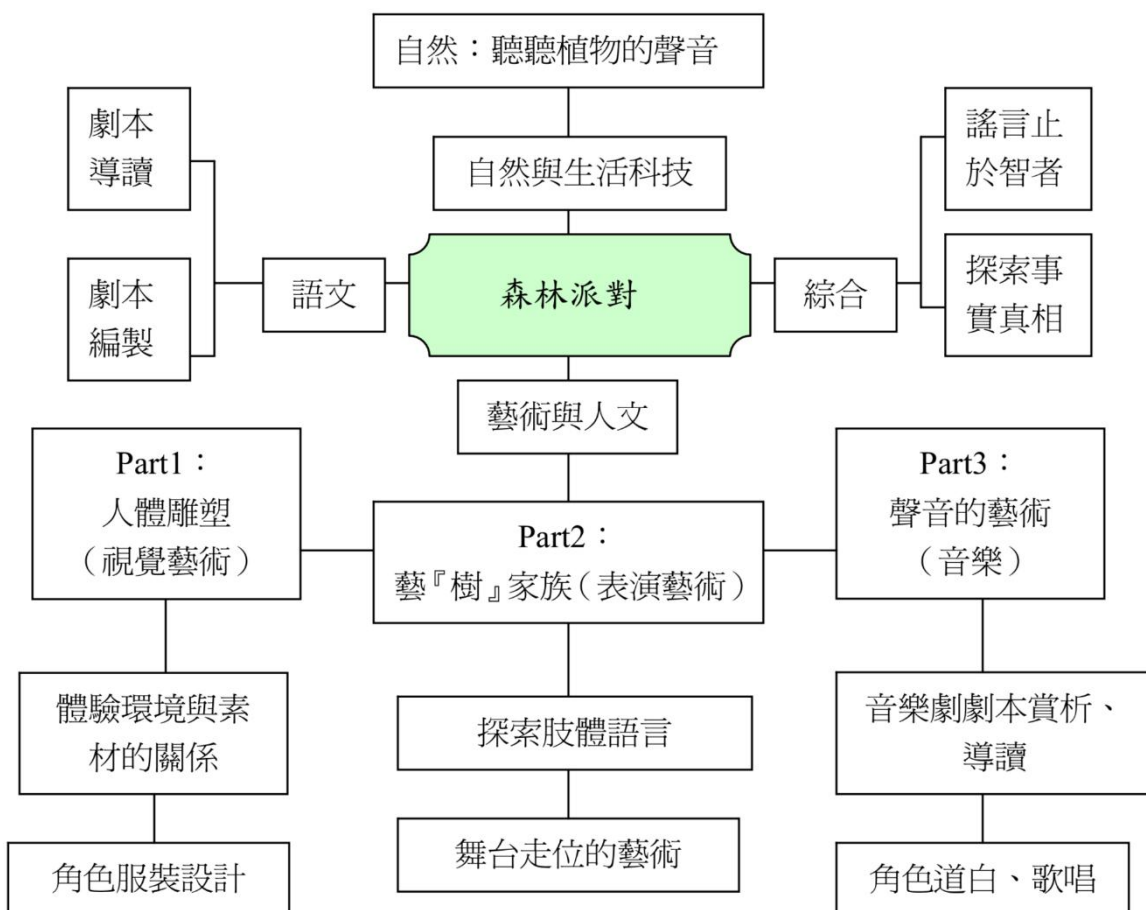 自然：聽聽植物的聲音
劇本
導讀
自然與生活科技
謠言止
於智者
劇本
編製
語文
森林派對
綜合
探索事
實真相
藝術與人文
Part1：
人體雕塑
（視覺藝術）
Part2：
藝『樹』家族（表演藝術）
Part3：
聲音的藝術
（音樂）
體驗環境與素
材的關係
探索肢體語言
音樂劇劇本賞析、
導讀
角色服裝設計
舞台走位的藝術
角色道白、歌唱